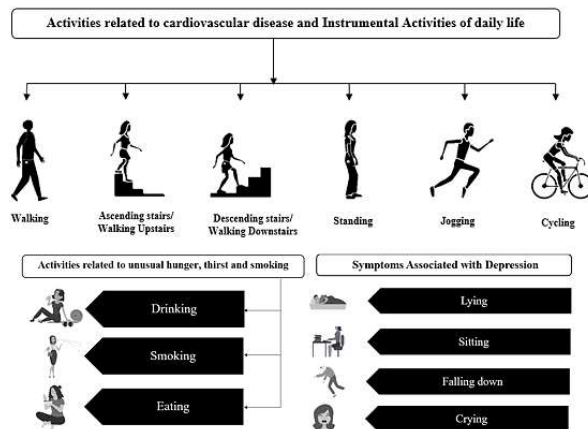 Activities related to cardiovascular disease and Instrumental Activities of daily life
Walking
Ascending stairs/
Walking Upstairs
Descending stairs/
Walking Downstairs
Standing
Jogging
Cycling
Activities related to unusual hunger, thirst and smoking
Drinking
Smoking
Eating
Symptoms Associated with Depression
Lying
Sitting
Falling down
Crying